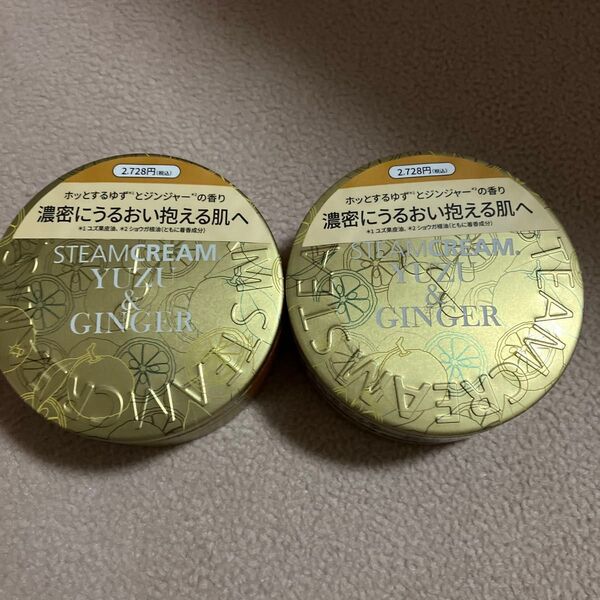 2,728円(税込)
ホッとするゆず*1とジンジャー*2の香り
濃密にうるおい抱える肌へ
*1 ユズ果皮油、*2 ショウガ根油(ともに着香成分)
STEAMCREAM
YUZU
&
GINGER
STEAMCREAM
2,728円(税込)
ホッとするゆず*1とジンジャー*2の香り
濃密にうるおい抱える肌へ
*1 ユズ果皮油、*2 ショウガ根油(ともに着香成分)
STEAMCREAM®
YUZU
&
GINGER
STEAMCREAM